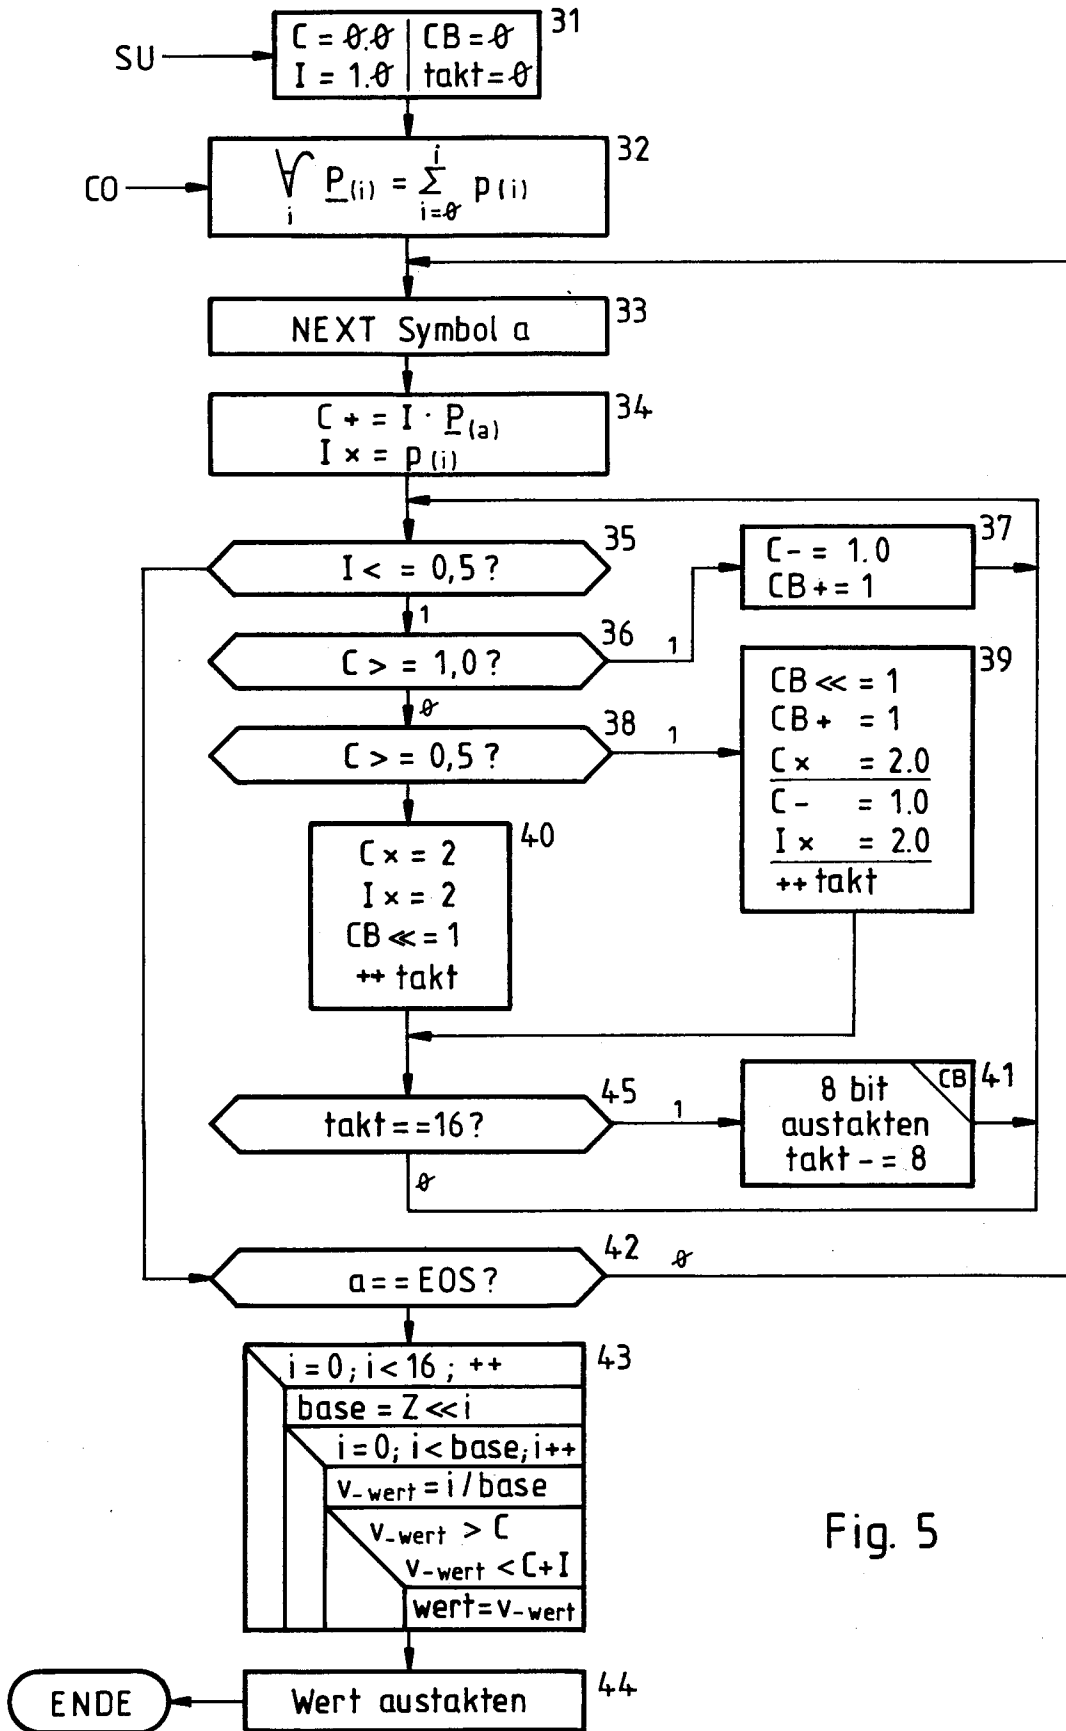 SU
C = 0.0 CB = 0
I = 1.0 takt = 0
31
CO
∀ P(i) = Σ p(i)
i
i
i=0
32
NEXT Symbol a
33
C + = I · P(a)
I × = p(i)
34
I < = 0,5 ?
35
1
C - = 1.0
CB + = 1
37
C > = 1,0 ?
36
1
0
C > = 0,5 ?
38
1
CB << = 1
CB + = 1
C × = 2.0
C - = 1.0
I × = 2.0
++ takt
39
C × = 2
I × = 2
CB << = 1
++ takt
40
takt == 16 ?
45
1
0
8 bit
austakten
takt - = 8
CB
41
a == EOS ?
42
0
i = 0; i < 16 ; ++
43
base = Z << i
i = 0; i < base; i++
v-wert = i / base
v-wert > C
v-wert < C+I
wert = v-wert
Fig. 5
Wert austakten
44
ENDE